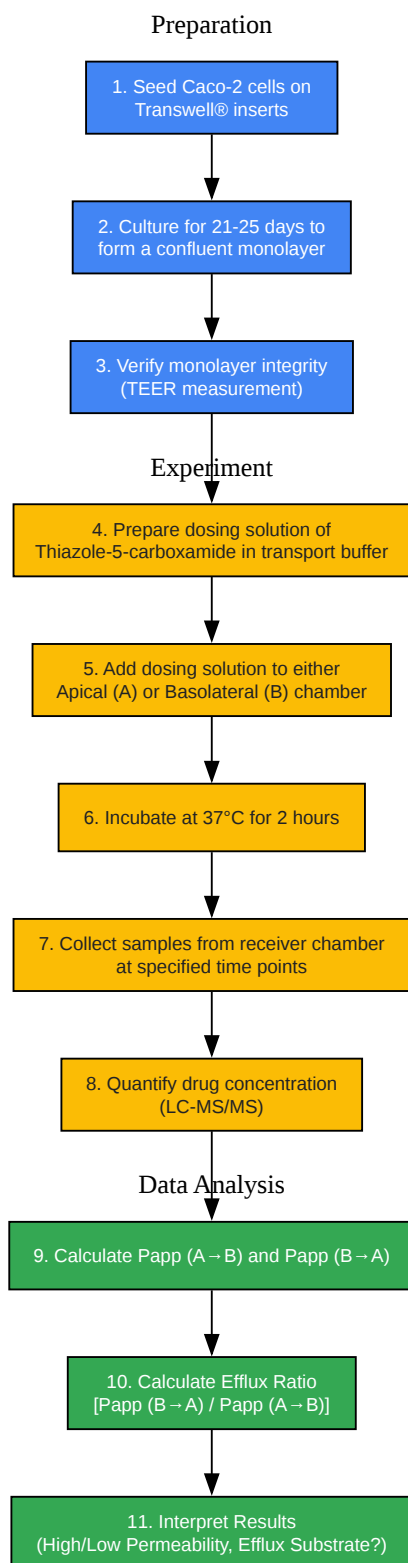 Preparation
1. Seed Caco-2 cells on
Transwell® inserts
2. Culture for 21-25 days to
form a confluent monolayer
3. Verify monolayer integrity
(TEER measurement)
Experiment
4. Prepare dosing solution of
Thiazole-5-carboxamide in transport buffer
5. Add dosing solution to either
Apical (A) or Basolateral (B) chamber
6. Incubate at 37°C for 2 hours
7. Collect samples from receiver chamber
at specified time points
8. Quantify drug concentration
(LC-MS/MS)
Data Analysis
9. Calculate Papp (A→B) and Papp (B→A)
10. Calculate Efflux Ratio
[Papp (B→A) / Papp (A→B)]
11. Interpret Results
(High/Low Permeability, Efflux Substrate?)